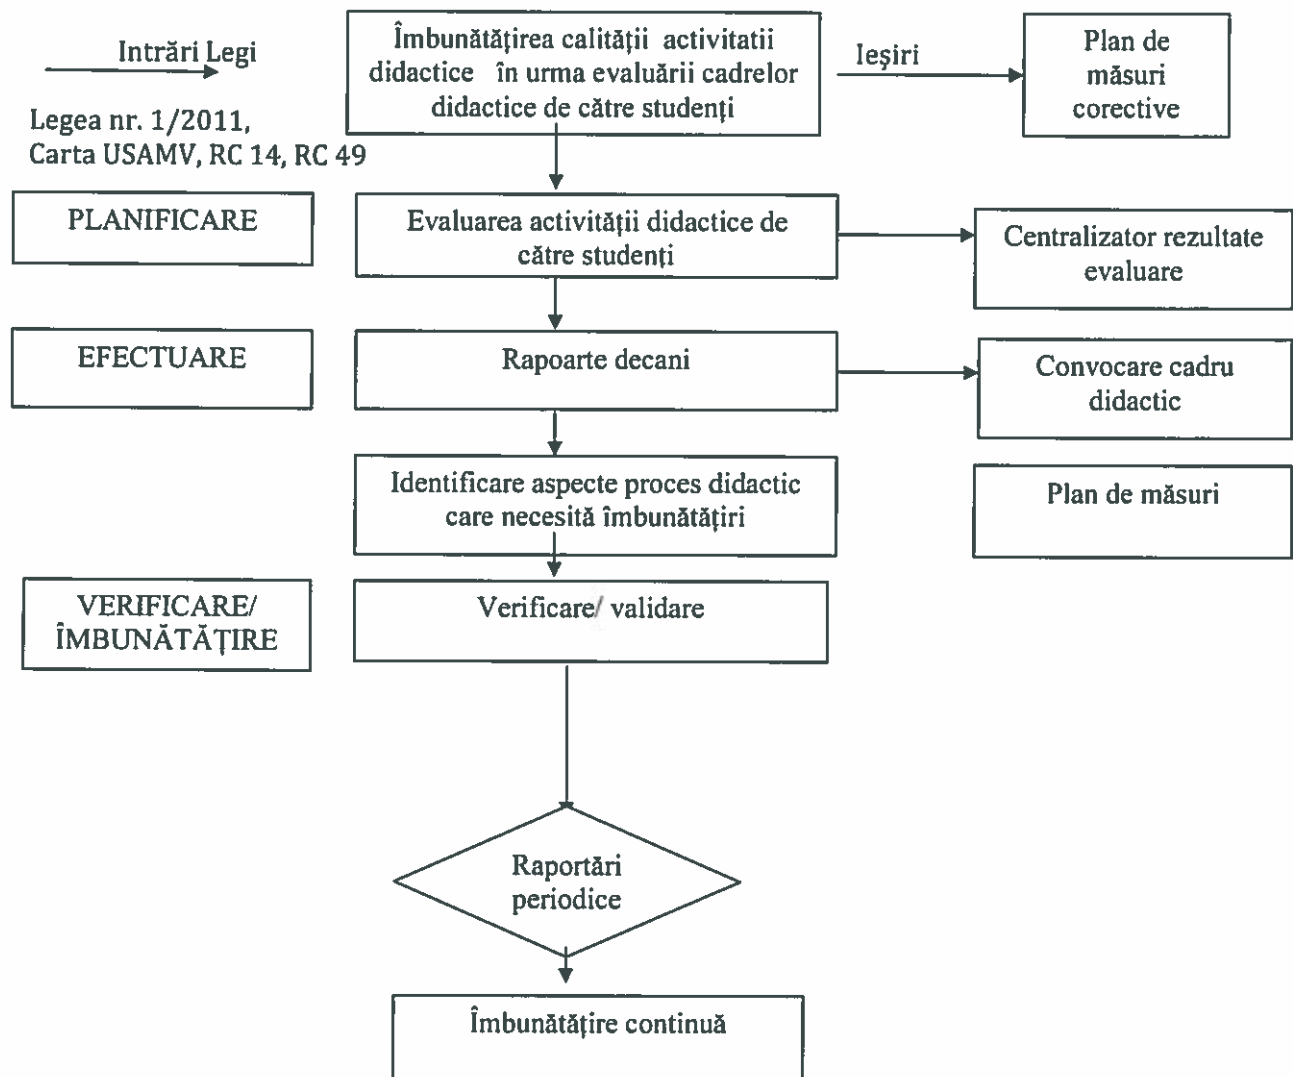 Intrări Legi
Legea nr. 1/2011,
Carta USAMV, RC 14, RC 49
Îmbunătățirea calității activitatii
didactice în urma evaluării cadrelor
didactice de către studenți
Ieșiri
Plan de
măsuri
corective
PLANIFICARE
Evaluarea activității didactice de
către studenți
Centralizator rezultate
evaluare
EFECTUARE
Rapoarte decani
Convocare cadru
didactic
Identificare aspecte proces didactic
care necesită îmbunătățiri
Plan de măsuri
VERIFICARE/
ÎMBUNĂTĂȚIRE
Verificare/ validare
Raportări
periodice
Îmbunătățire continuă